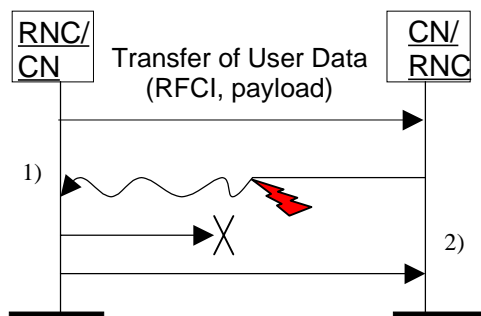 RNC/
CN
Transfer of User Data
(RFCI, payload)
CN/
RNC
1)
2)